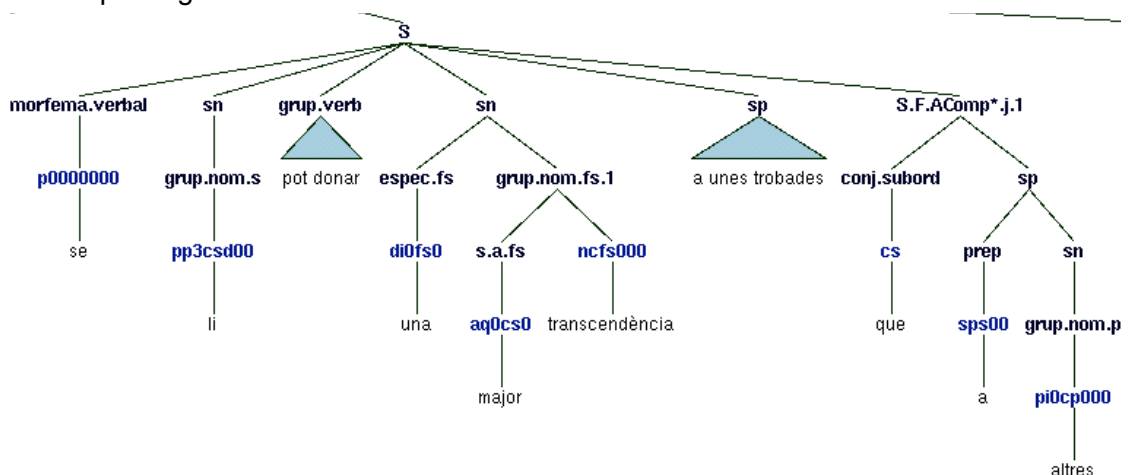 S
morfema.verbal sn grup.verb sn sp S.F.AComp*.j.1
p0000000 grup.nom.s pot donar espec.fs grup.nom.fs.1 a unes trobades conj.subord sp
se pp3csd00 di0fs0 s.a.fs ncfs000 cs prep sn
li una aq0cs0 transcendència que sps00 grup.nom.p
major a pi0cp000
altres